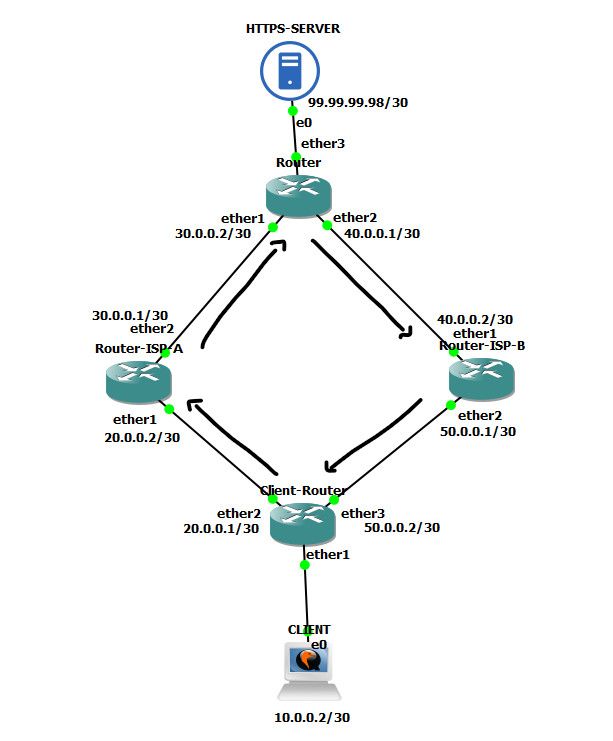 HTTPS-SERVER
99.99.99.98/30
e0
ether3
Router
ether1
30.0.0.2/30
ether2
40.0.0.1/30
30.0.0.1/30
ether2
Router-ISP-A
40.0.0.2/30
ether1
Router-ISP-B
ether1
20.0.0.2/30
ether2
50.0.0.1/30
Client-Router
ether2
20.0.0.1/30
ether3
50.0.0.2/30
ether1
CLIENT
e0
10.0.0.2/30